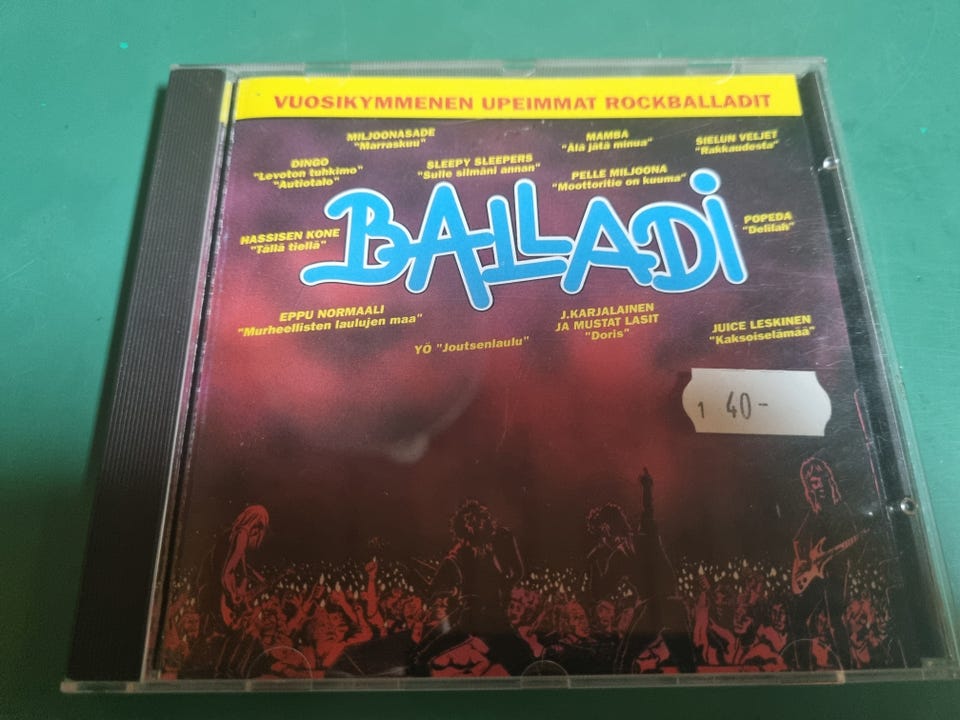 VUOSIKYMMENEN UPEIMMAT ROCKBALLADIT
MILJOONASADE
"Marraskuu"
MAMBA
"Älä jätä minua"
SIELUN VELJET
"Rakkaudesta"
DINGO
"Levoton tuhkimo"
"Autiotalo"
SLEEPY SLEEPERS
"Sulle silmäni annan"
PELLE MILJOONA
"Moottoritie on kuuma"
HASSISEN KONE
"Tällä tiellä"
BALLADI
POPEDA
"Delilah"
EPPU NORMAALI
"Murheellisten laulujen maa"
YÖ "Joutsenlaulu"
J.KARJALAINEN
JA MUSTAT LASIT
"Doris"
JUICE LESKINEN
"Kaksoiselämää"
1 40-